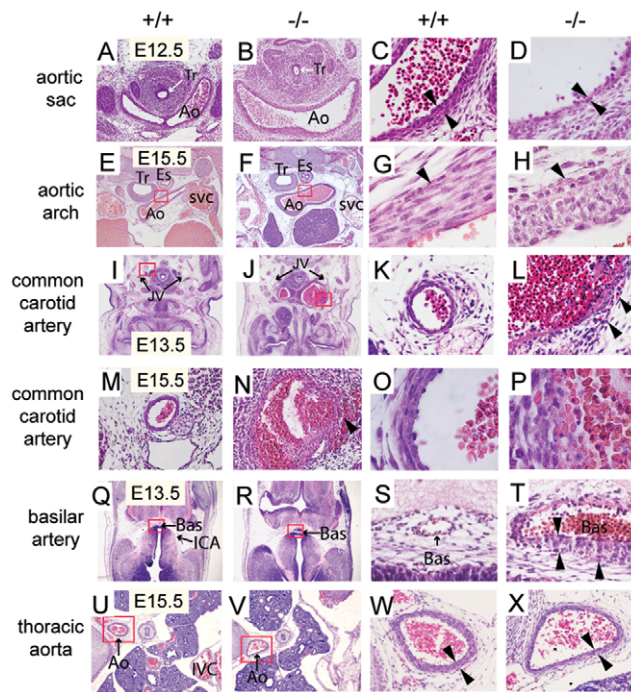 +/+ -/- +/+ -/-
aortic sac
A E12.5 Tr Ao
B Tr Ao
C
D
aortic arch
E E15.5 Tr Es Ao svc
F Es Tr Ao svc
G
H
common carotid artery
I JV E13.5
J JV
K
L
common carotid artery
M E15.5
N
O
P
basilar artery
Q E13.5 Bas ICA
R Bas
S Bas
T Bas
thoracic aorta
U E15.5 Ao IVC
V Ao
W
X